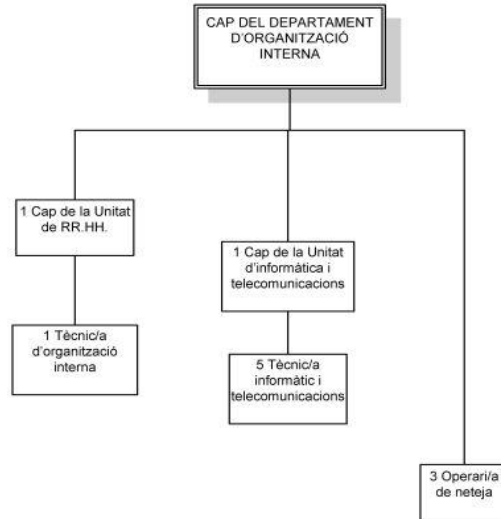 CAP DEL DEPARTAMENT
D'ORGANITZACIÓ
INTERNA
1 Cap de la Unitat
de RR.HH.
1 Cap de la Unitat
d'informàtica i
telecomunicacions
1 Tècnic/a
d'organització
interna
5 Tècnic/a
informàtic i
telecomunicacions
3 Operari/a
de neteja